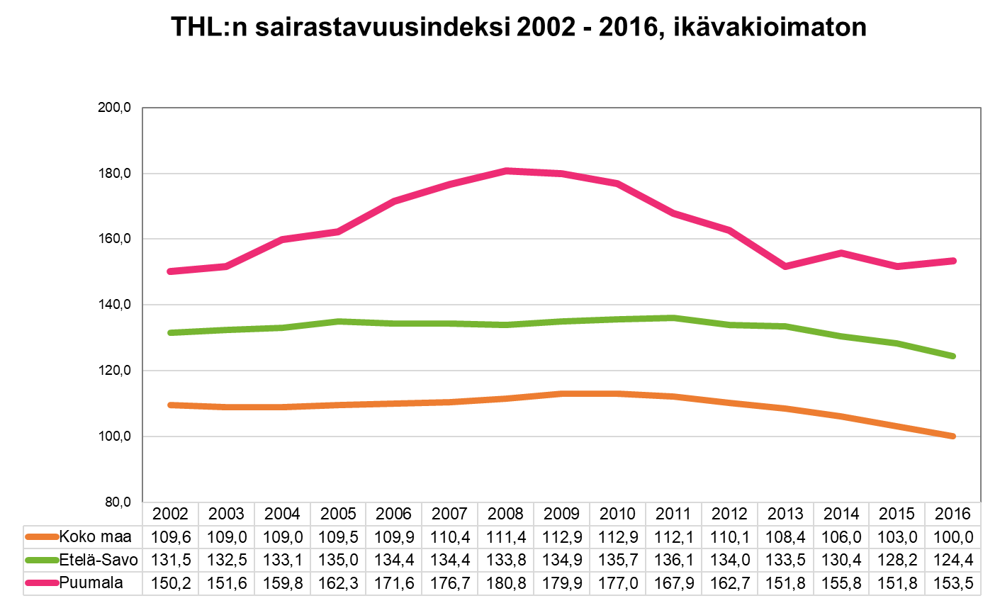 THL:n sairastavuusindeksi 2002 - 2016, ikävakioimaton
200,0
180,0
160,0
140,0
120,0
100,0
80,0
2002 2003 2004 2005 2006 2007 2008 2009 2010 2011 2012 2013 2014 2015 2016
Koko maa 109,6 109,0 109,0 109,5 109,9 110,4 111,4 112,9 112,9 112,1 110,1 108,4 106,0 103,0 100,0
Etelä-Savo 131,5 132,5 133,1 135,0 134,4 134,4 133,8 134,9 135,7 136,1 134,0 133,5 130,4 128,2 124,4
Puumala 150,2 151,6 159,8 162,3 171,6 176,7 180,8 179,9 177,0 167,9 162,7 151,8 155,8 151,8 153,5